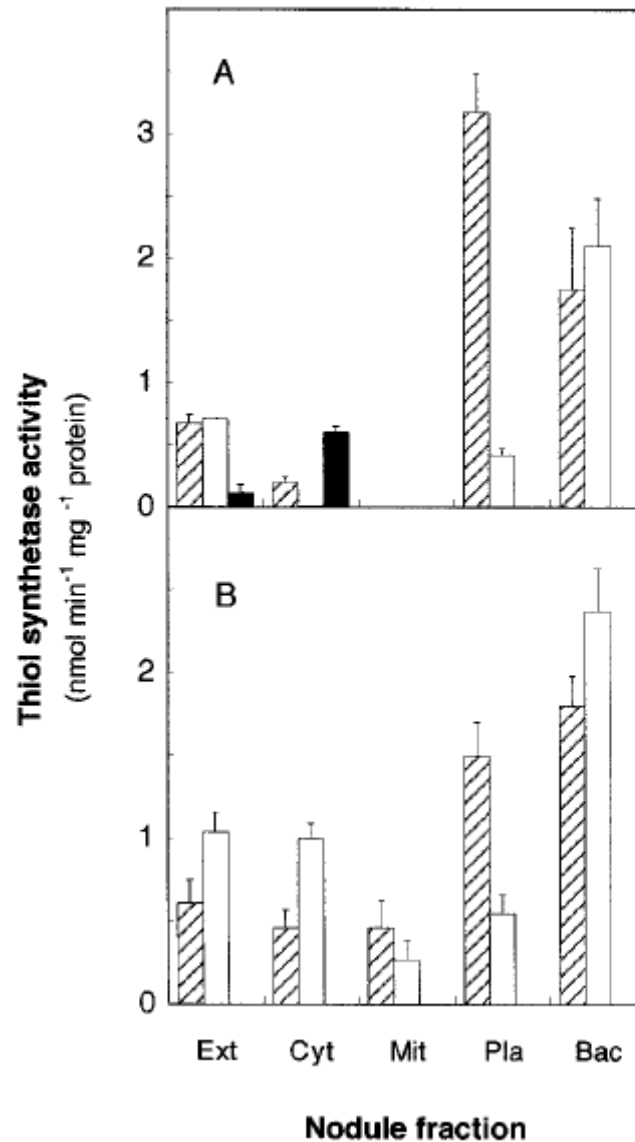 A
3
2
1
0
B
2
1
0
Thiol synthetase activity
(nmol min⁻¹ mg⁻¹ protein)
Ext Cyt Mit Pla Bac
Nodule fraction